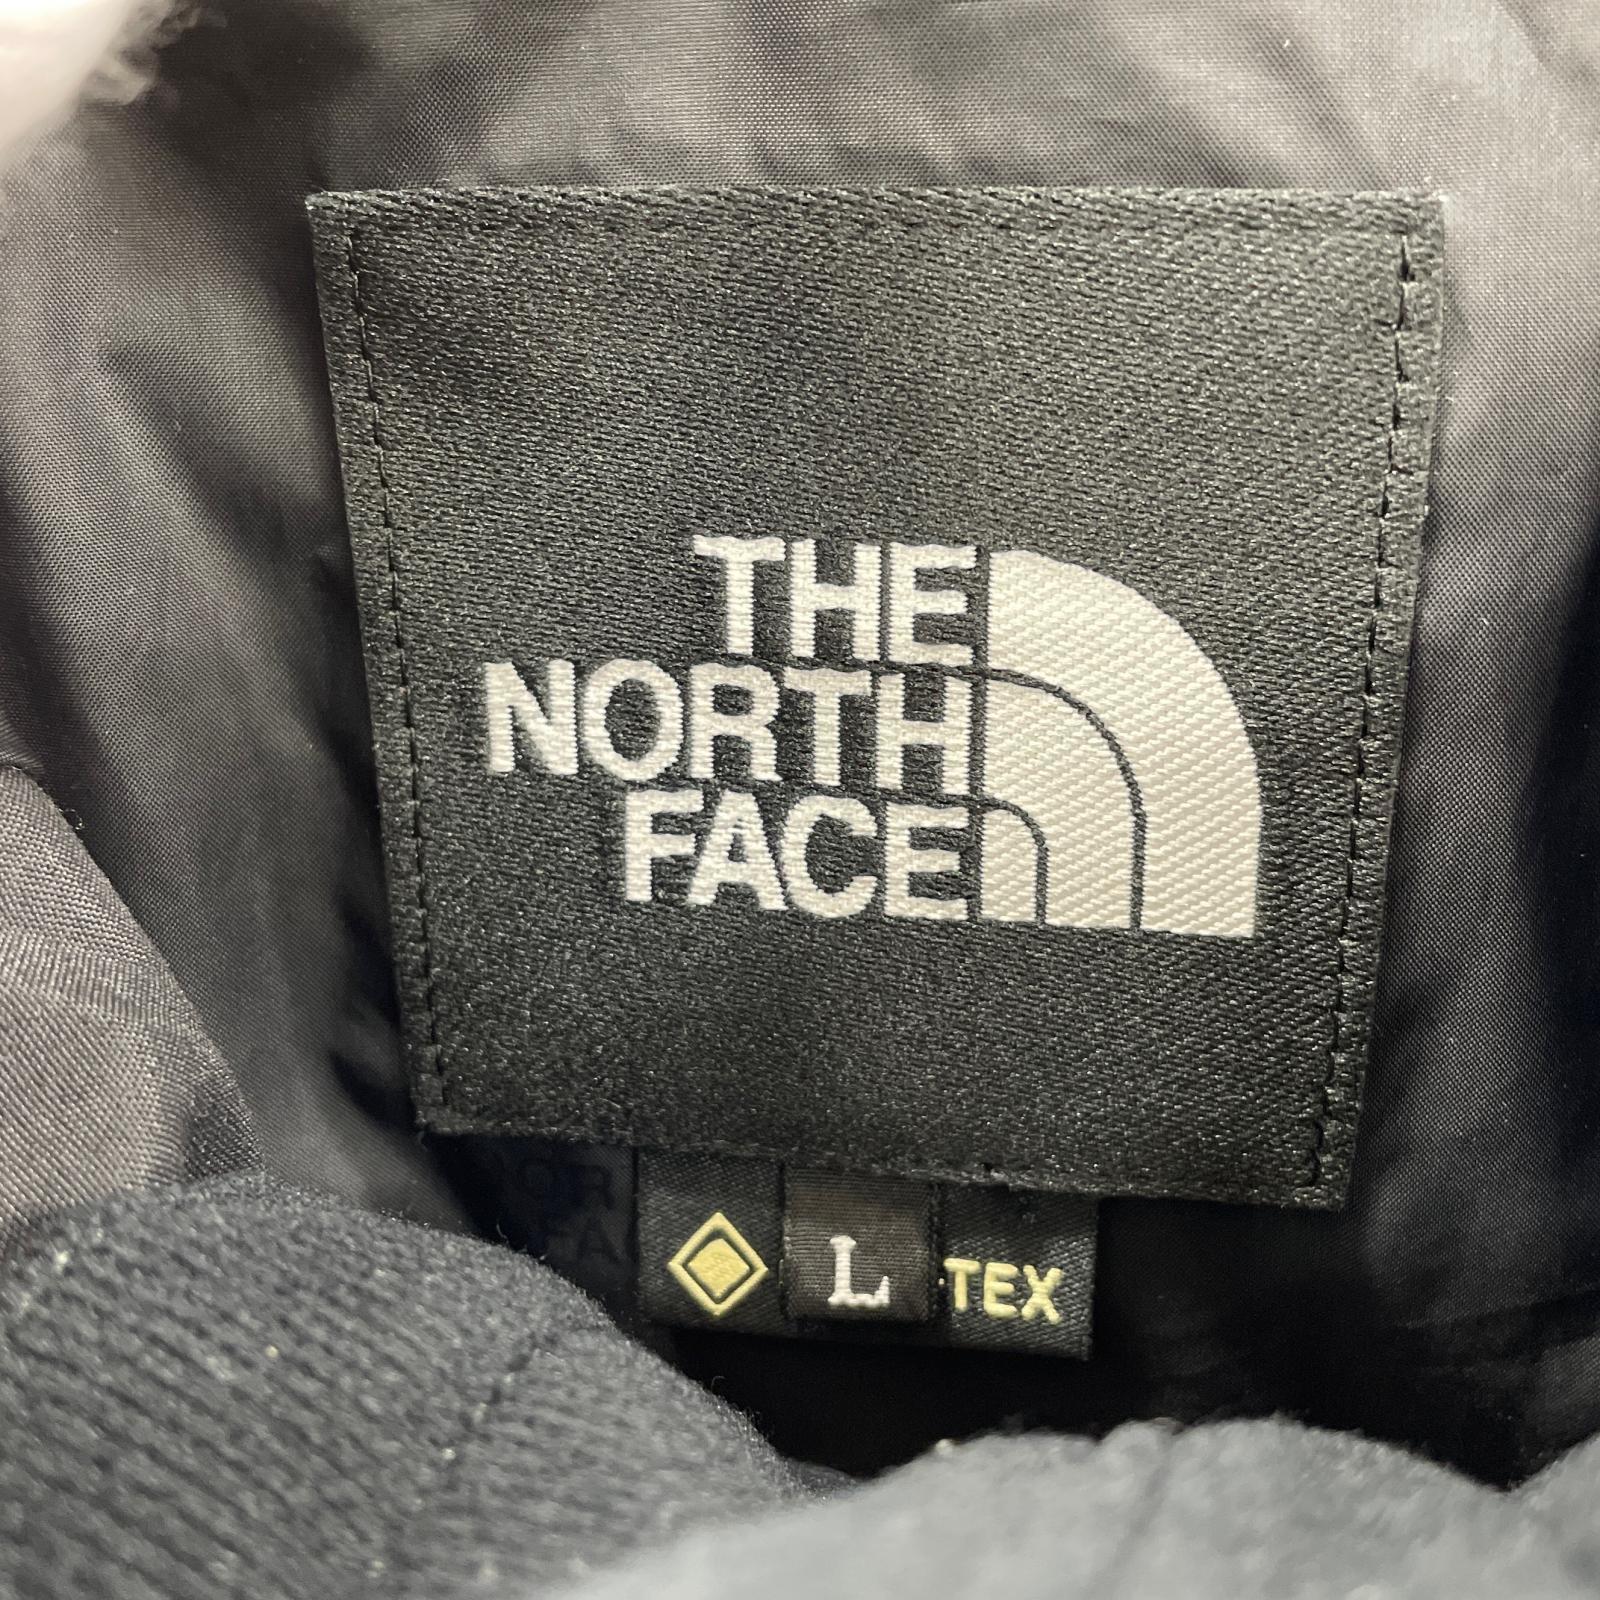 THE
NORTH
FACE
L
TEX